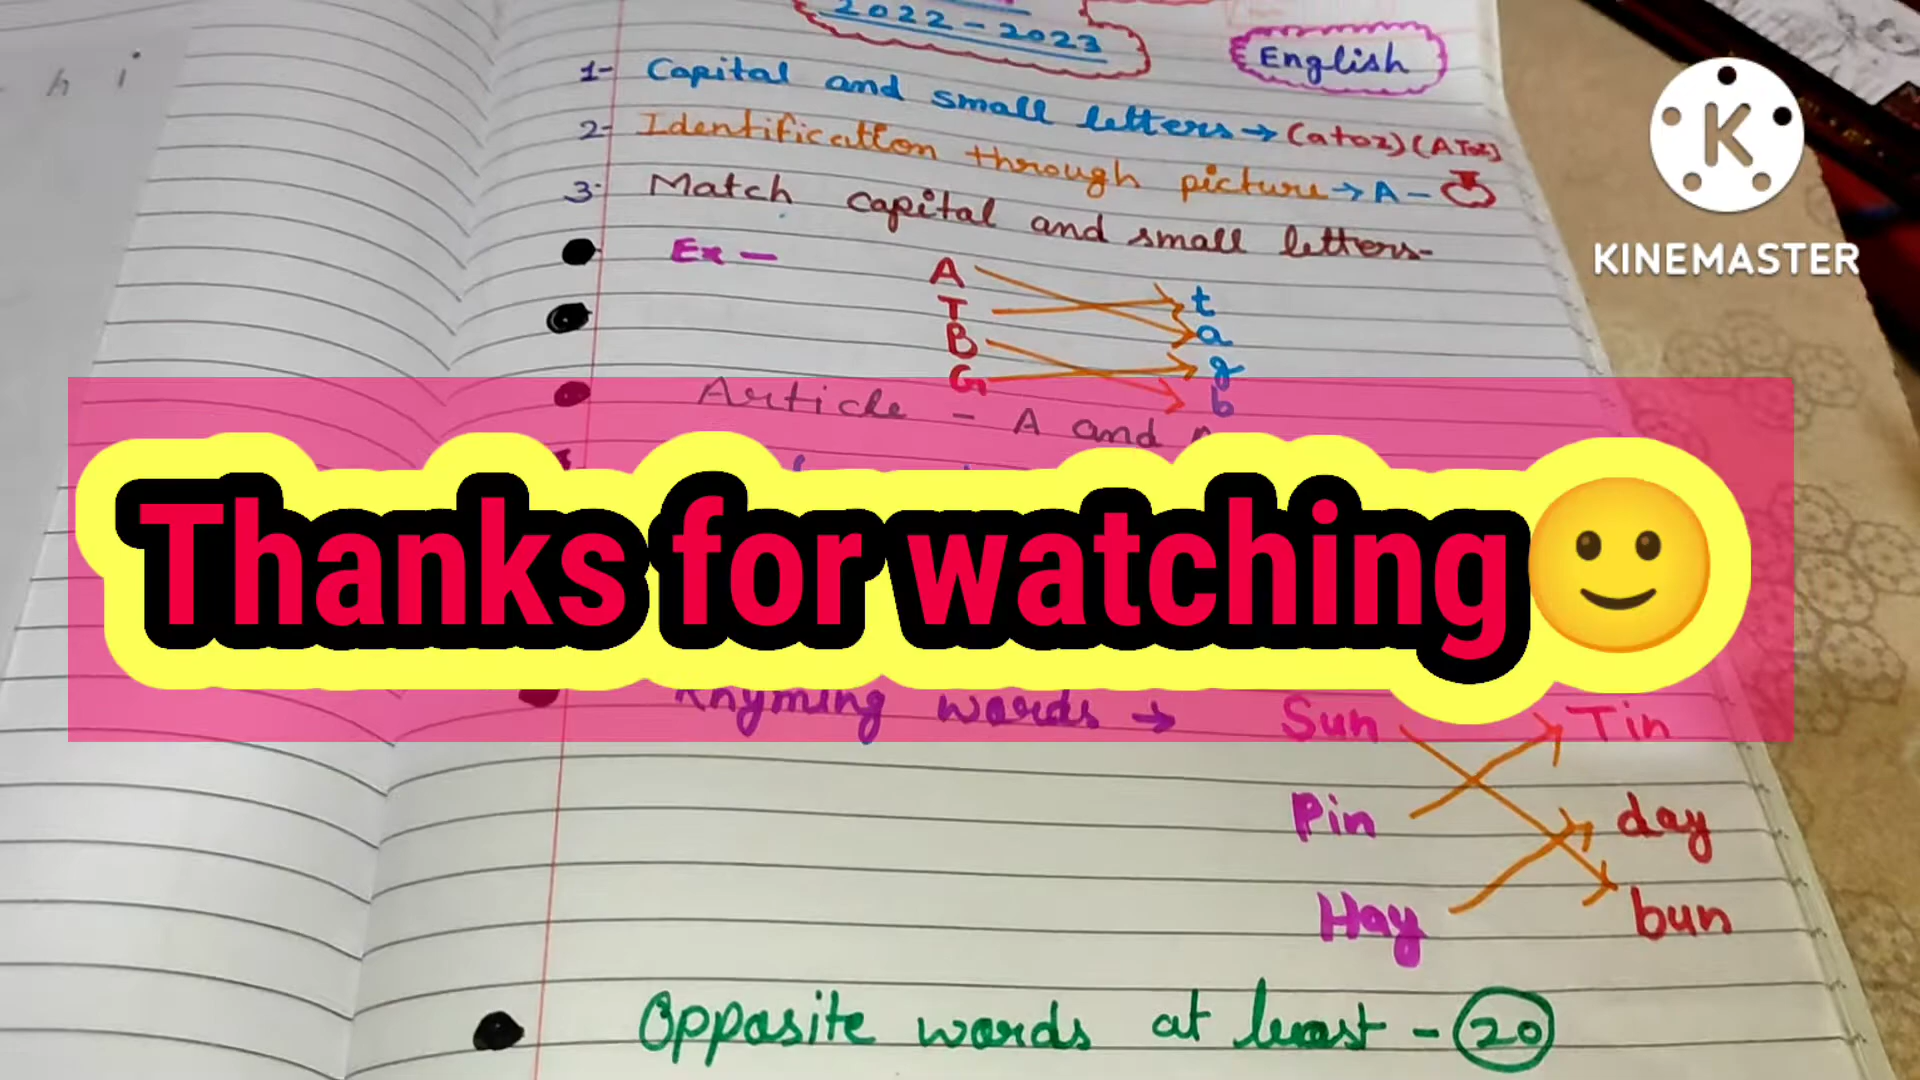 2022-2023
English
h i
1- Capital and small letters → (a to z) (A To Z)
2- Identification through picture → A -
3- Match capital and small letters-
KINEMASTER
K
Ex -
A t
T a
B g
G b
Article - A and
Thanks for watching🙂
Rhyming words → Sun Tin
Pin day
Hay bun
Opposite words at least - 20